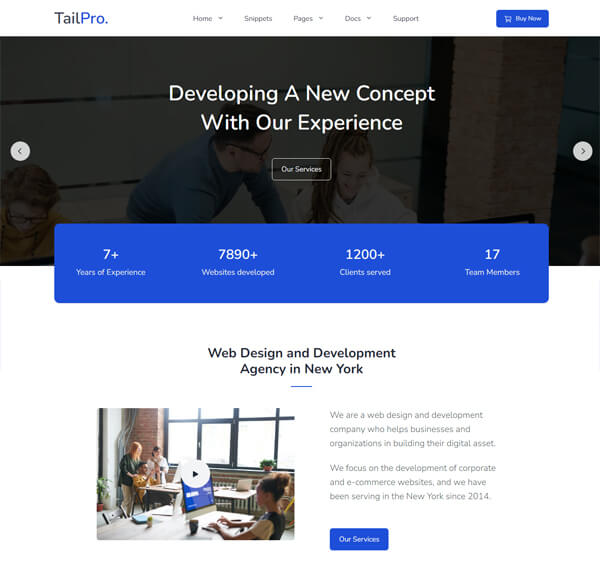 TailPro.
Home
Snippets
Pages
Docs
Support
Buy Now
Developing A New Concept
With Our Experience
Our Services
7+
Years of Experience
7890+
Websites developed
1200+
Clients served
17
Team Members
Web Design and Development
Agency in New York
We are a web design and development
company who helps businesses and
organizations in building their digital asset.
We focus on the development of corporate
and e-commerce websites, and we have
been serving in the New York since 2014.
Our Services